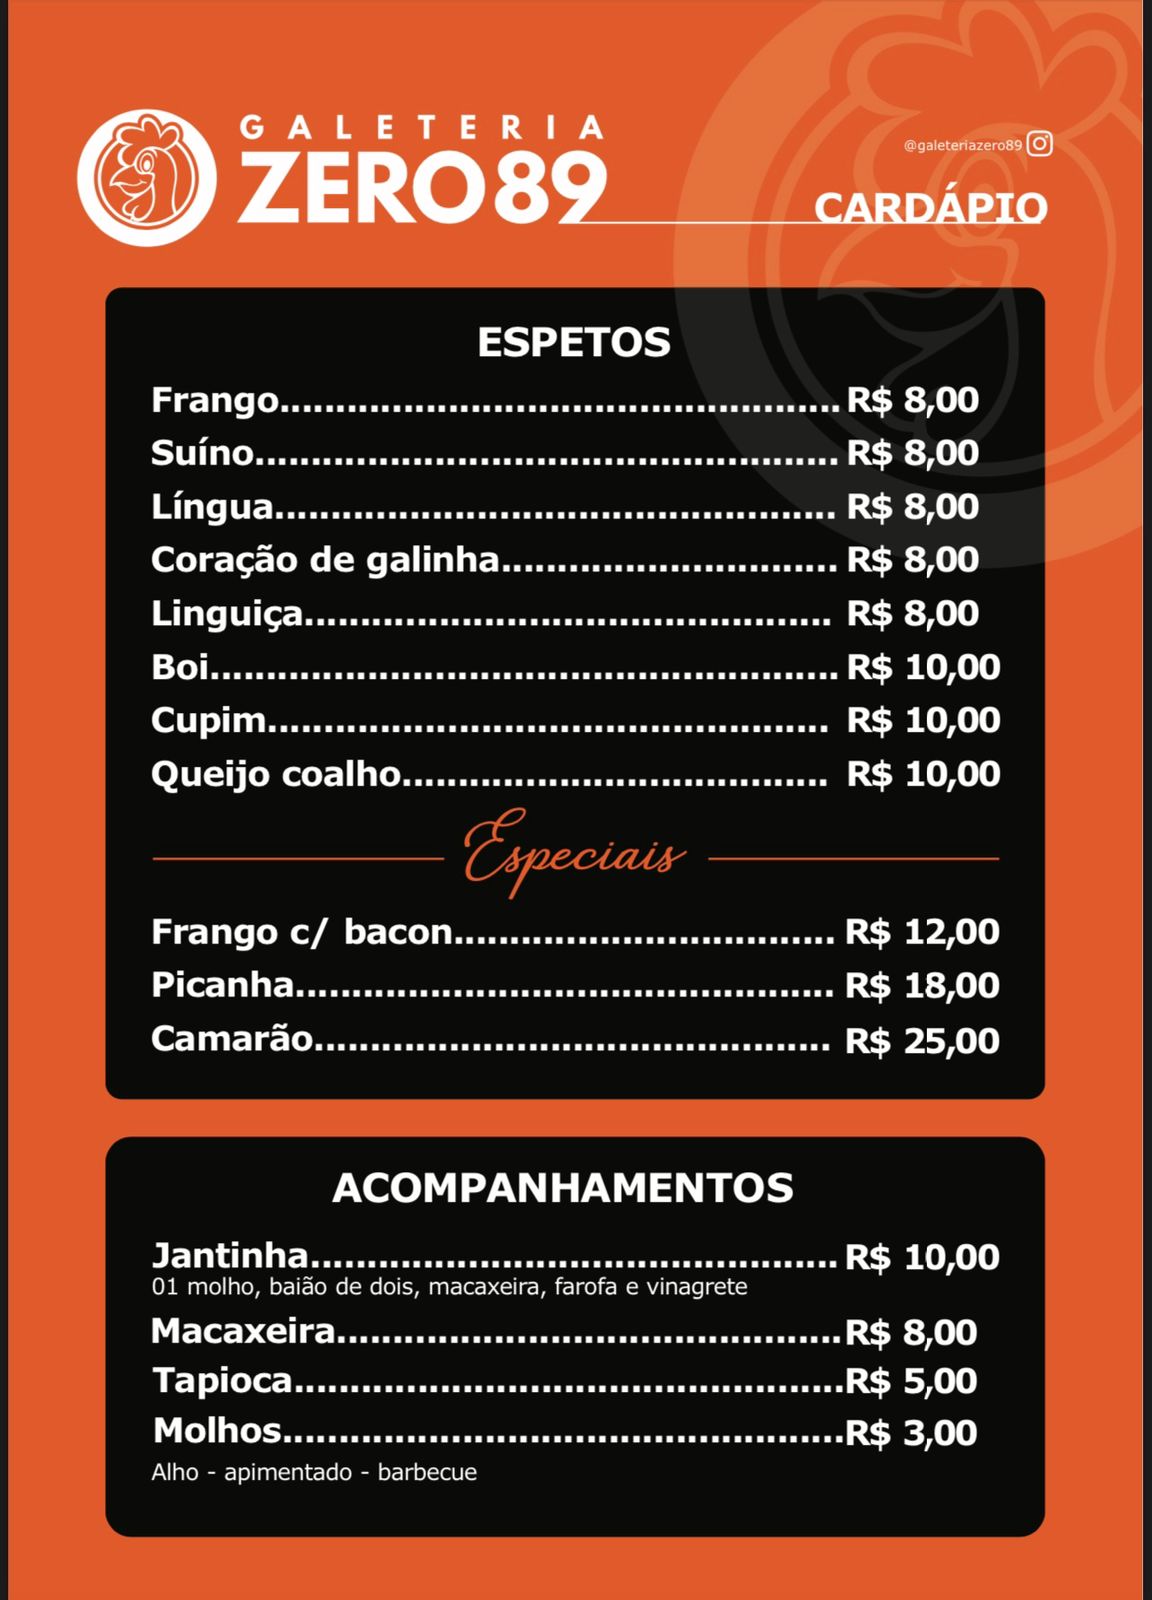 GALETERIA
ZERO89
@galeteriazero89
CARDÁPIO
ESPETOS
Frango.................................................. R$ 8,00
Suíno.................................................... R$ 8,00
Língua.................................................. R$ 8,00
Coração de galinha.............................. R$ 8,00
Linguiça............................................... R$ 8,00
Boi........................................................ R$ 10,00
Cupim.................................................. R$ 10,00
Queijo coalho...................................... R$ 10,00
Especiais
Frango c/ bacon.................................. R$ 12,00
Picanha................................................ R$ 18,00
Camarão.............................................. R$ 25,00
ACOMPANHAMENTOS
Jantinha............................................... R$ 10,00
01 molho, baião de dois, macaxeira, farofa e vinagrete
Macaxeira.............................................R$ 8,00
Tapioca.................................................R$ 5,00
Molhos..................................................R$ 3,00
Alho - apimentado - barbecue